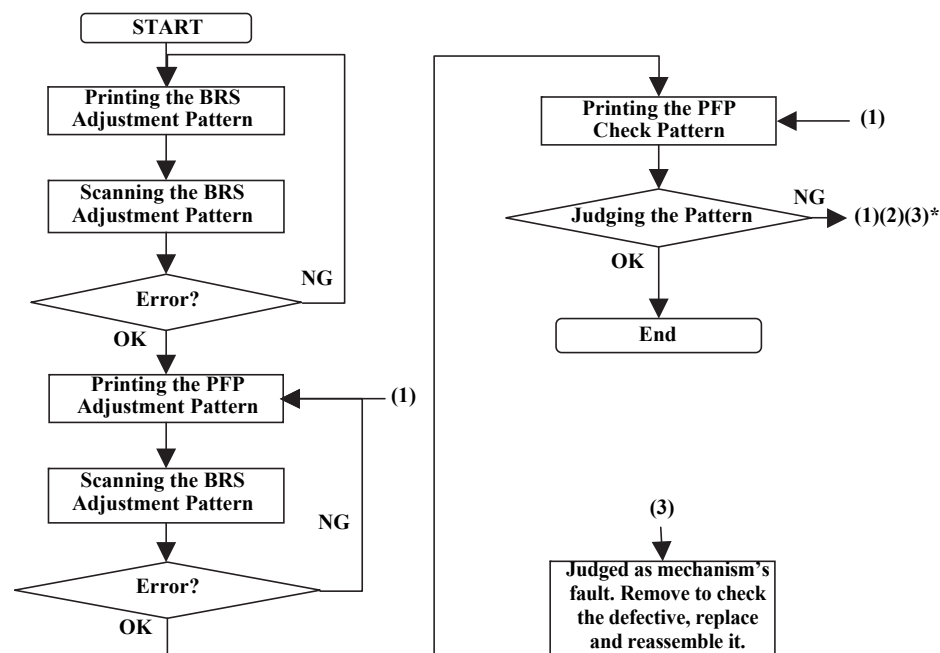 START
Printing the BRS
Adjustment Pattern
Scanning the BRS
Adjustment Pattern
NG
Error?
OK
Printing the PFP
Adjustment Pattern
(1)
Scanning the BRS
Adjustment Pattern
NG
Error?
OK
Printing the PFP
Check Pattern
(1)
NG
Judging the Pattern
(1)(2)(3)*
OK
End
(3)
Judged as mechanism's
fault. Remove to check
the defective, replace
and reassemble it.